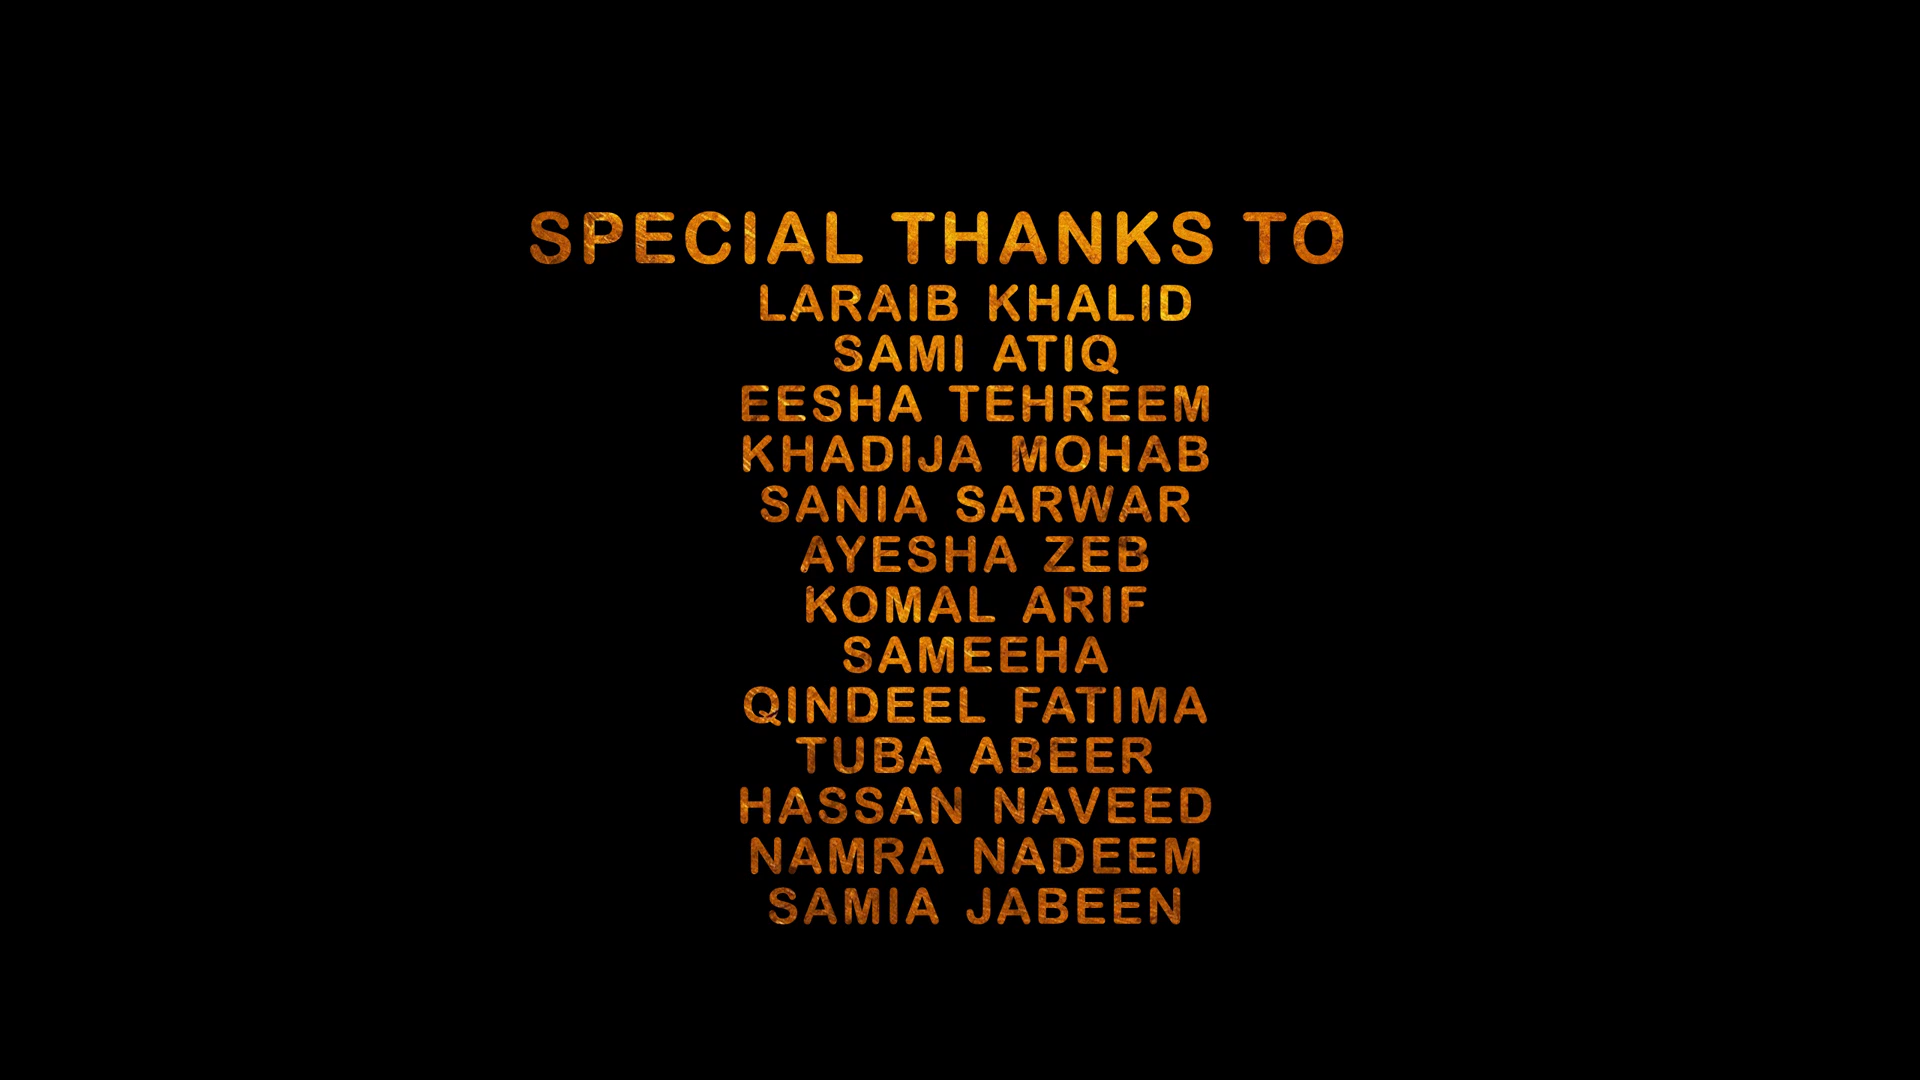 SPECIAL THANKS TO
LARAIB KHALID
SAMI ATIQ
EESHA TEHREEM
KHADIJA MOHAB
SANIA SARWAR
AYESHA ZEB
KOMAL ARIF
SAMEEHA
QINDEEL FATIMA
TUBA ABEER
HASSAN NAVEED
NAMRA NADEEM
SAMIA JABEEN